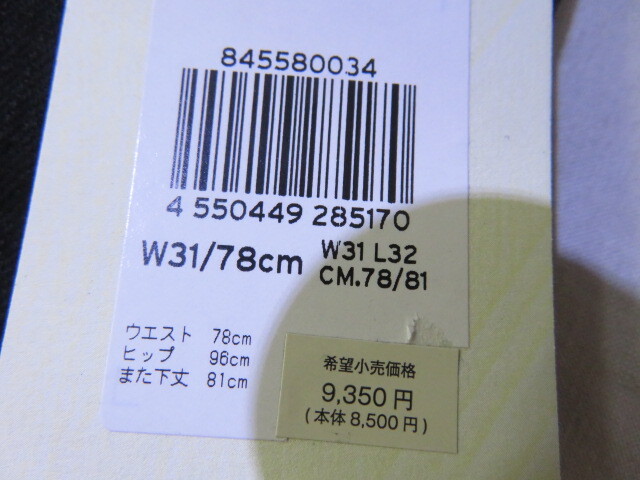 845580034
4 550449 285170
W31/78cm
W31 L32
CM.78/81
ウエスト 78cm
ヒップ 96cm
また下丈 81cm
希望小売価格
9,350円
(本体8,500円)